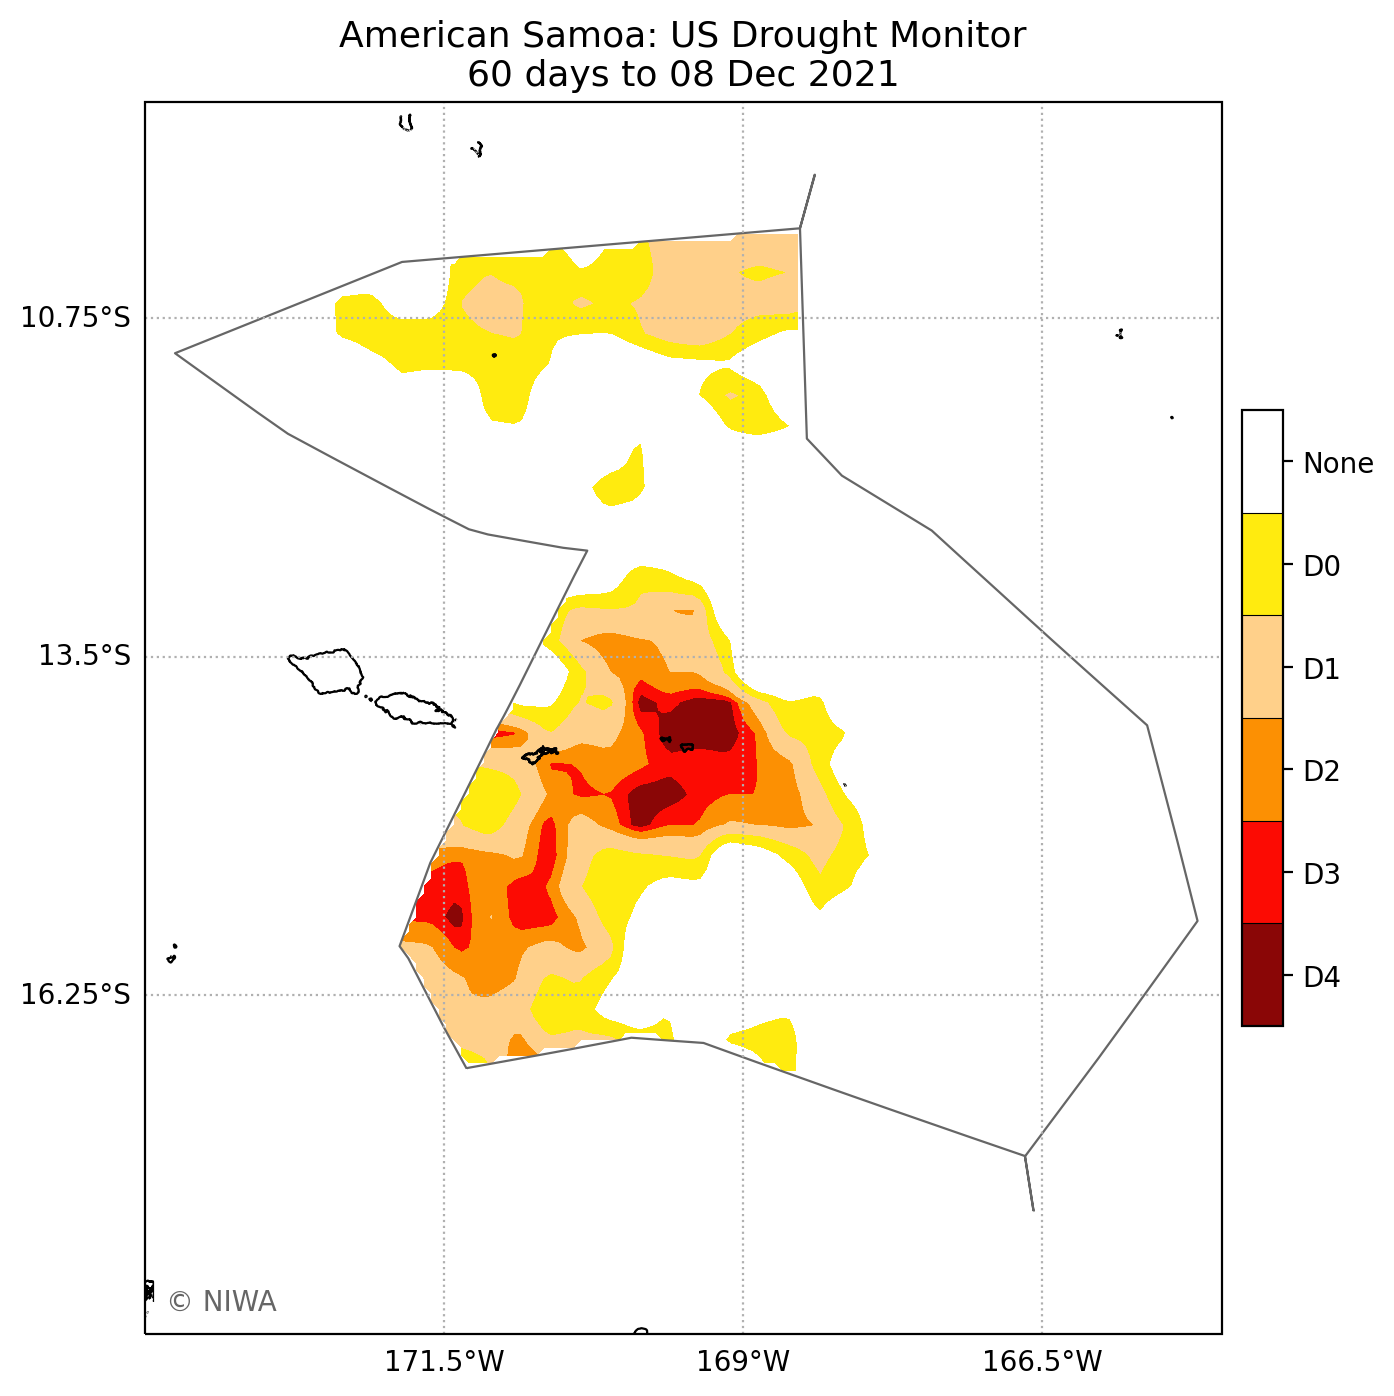 American Samoa: US Drought Monitor
60 days to 08 Dec 2021
10.75°S
13.5°S
16.25°S
171.5°W
169°W
166.5°W
None
D0
D1
D2
D3
D4
© NIWA